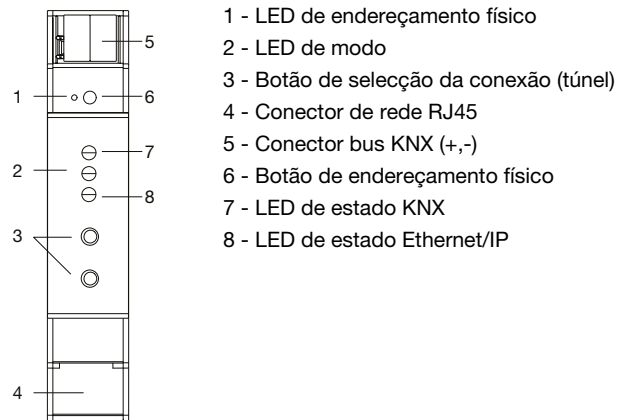 1 - LED de endereçamento físico
2 - LED de modo
3 - Botão de selecção da conexão (túnel)
4 - Conector de rede RJ45
5 - Conector bus KNX (+,-)
6 - Botão de endereçamento físico
7 - LED de estado KNX
8 - LED de estado Ethernet/IP
5
1
6
7
2
8
3
4